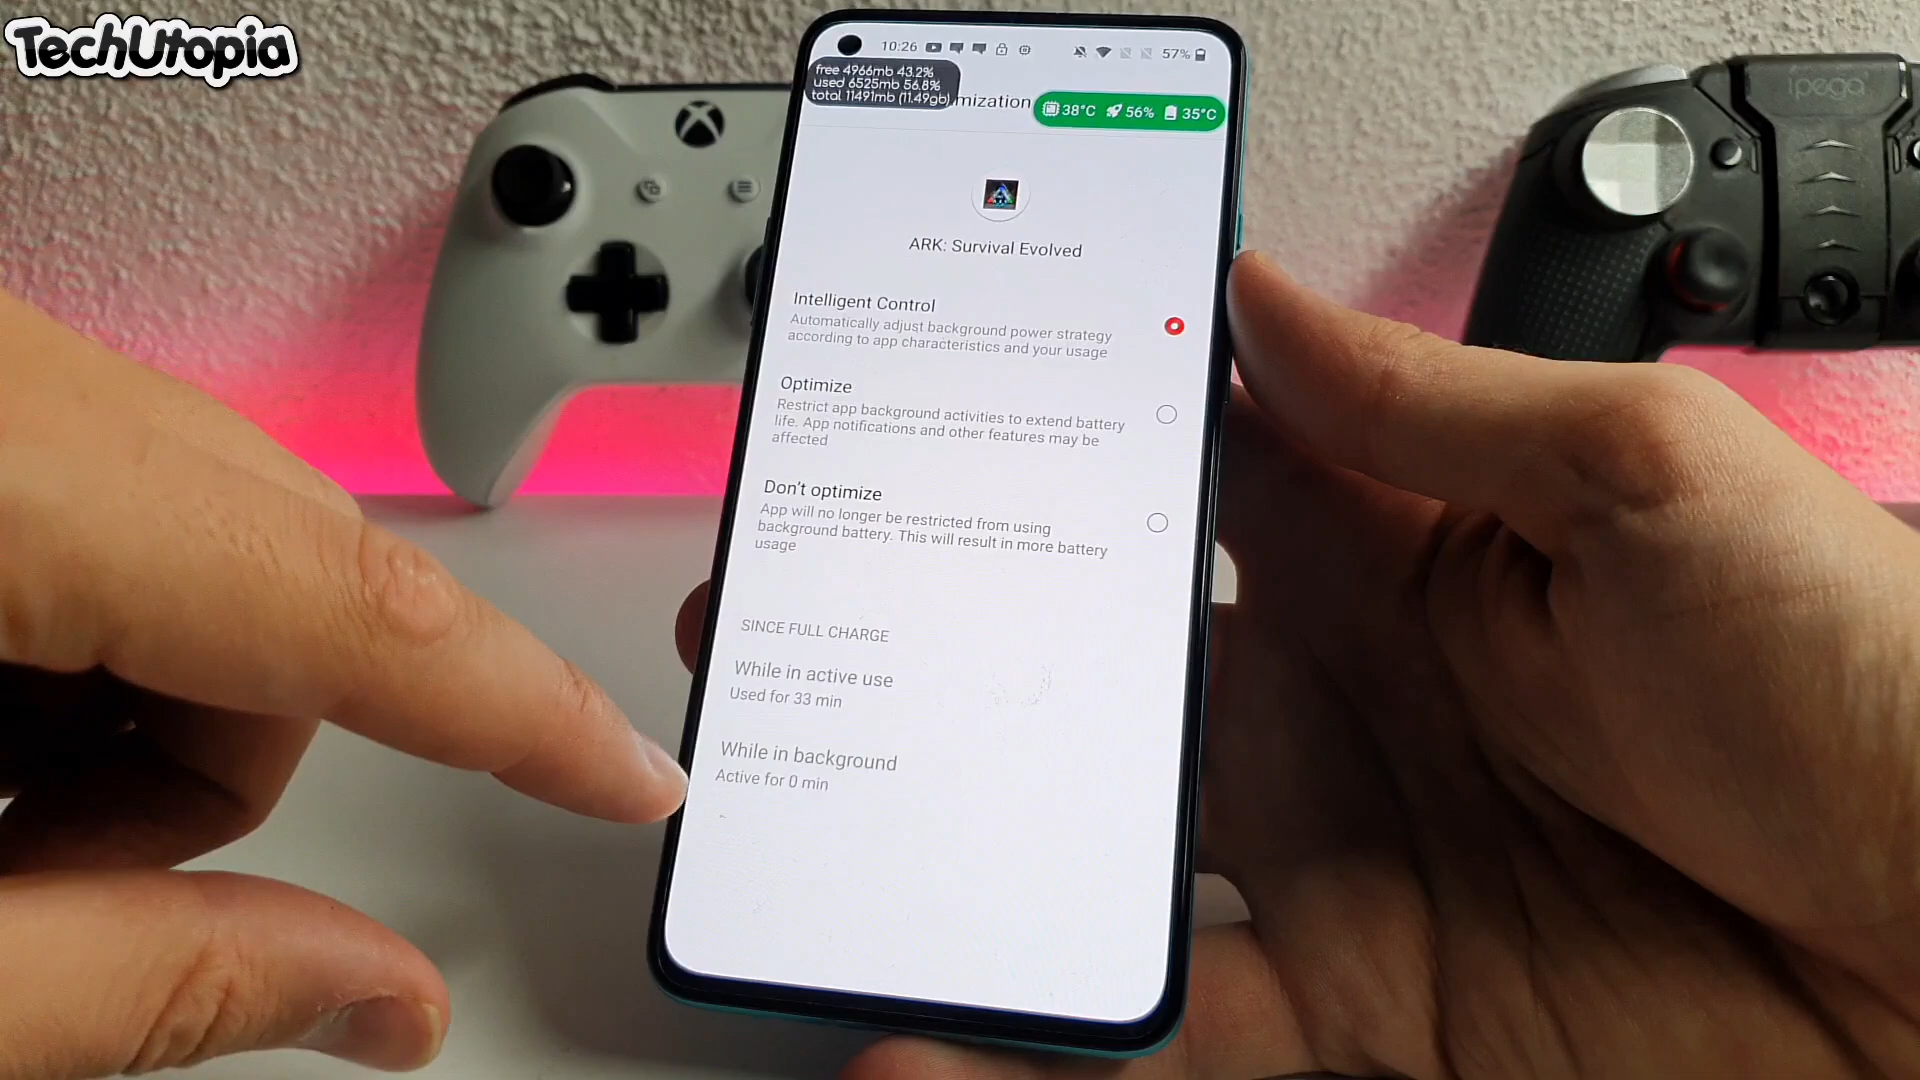 TechUtopia
ipega
10:26
57%
free 4966mb 43.2%
used 6525mb 56.8%
total 11491mb (11.49gb)
mization
38°C 56% 35°C
ARK: Survival Evolved
Intelligent Control
Automatically adjust background power strategy
according to app characteristics and your usage
Optimize
Restrict app background activities to extend battery
life. App notifications and other features may be
affected
Don't optimize
App will no longer be restricted from using
background battery. This will result in more battery
usage
SINCE FULL CHARGE
While in active use
Used for 33 min
While in background
Active for 0 min